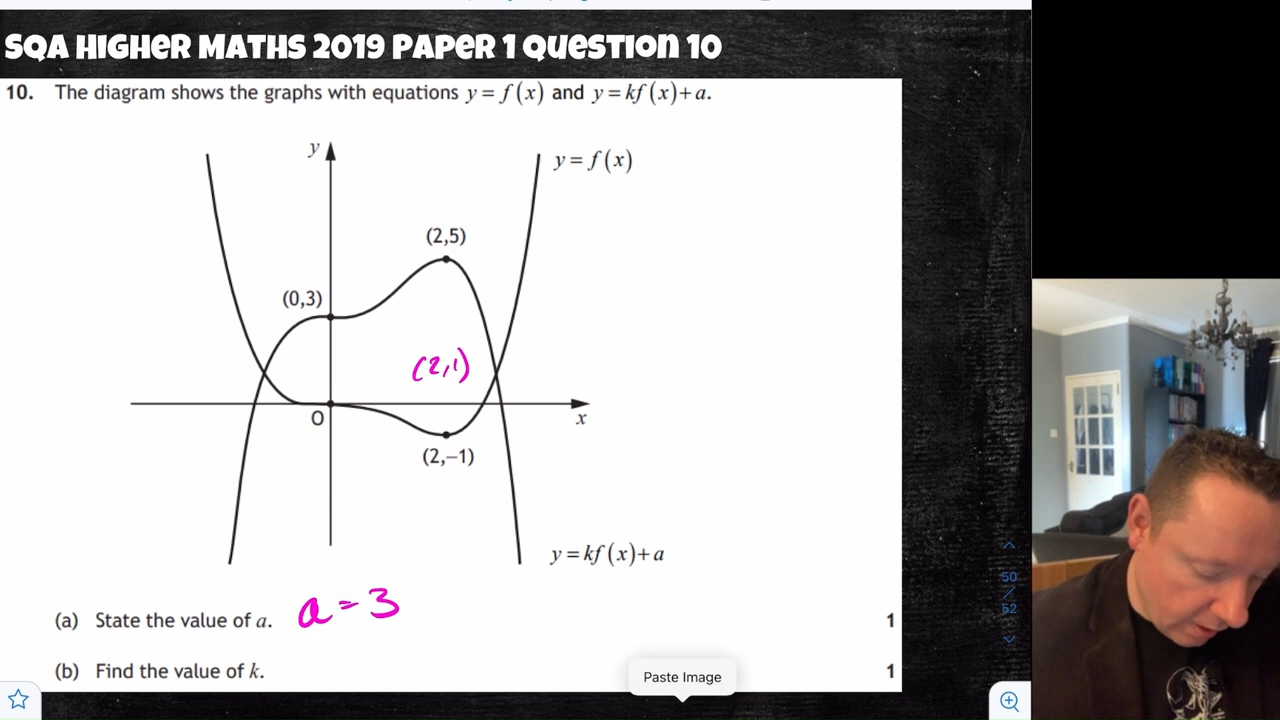 SQA Higher Maths 2019 Paper 1 Question 10
10. The diagram shows the graphs with equations y = f(x) and y = kf(x)+a.
y
y = f(x)
(2,5)
(0,3)
(2,1)
O
x
(2,−1)
y = kf(x)+a
(a) State the value of a. a = 3 1
(b) Find the value of k. 1
Paste Image
50
/
52